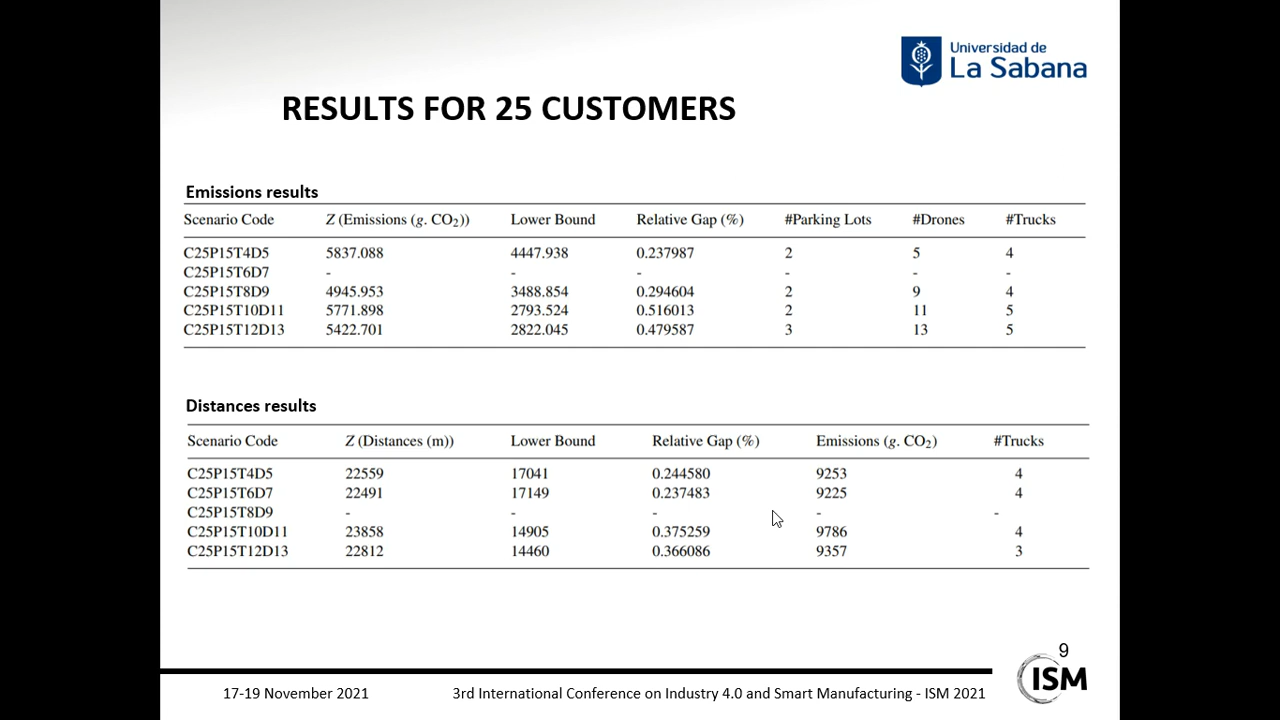 Universidad de
La Sabana
RESULTS FOR 25 CUSTOMERS
Emissions results
Scenario Code Z (Emissions (g. CO₂)) Lower Bound Relative Gap (%) #Parking Lots #Drones #Trucks
C25P15T4D5 5837.088 4447.938 0.237987 2 5 4
C25P15T6D7 - - - - - -
C25P15T8D9 4945.953 3488.854 0.294604 2 9 4
C25P15T10D11 5771.898 2793.524 0.516013 2 11 5
C25P15T12D13 5422.701 2822.045 0.479587 3 13 5
Distances results
Scenario Code Z (Distances (m)) Lower Bound Relative Gap (%) Emissions (g. CO₂) #Trucks
C25P15T4D5 22559 17041 0.244580 9253 4
C25P15T6D7 22491 17149 0.237483 9225 4
C25P15T8D9 - - - - -
C25P15T10D11 23858 14905 0.375259 9786 4
C25P15T12D13 22812 14460 0.366086 9357 3
9
ISM
17-19 November 2021 3rd International Conference on Industry 4.0 and Smart Manufacturing - ISM 2021